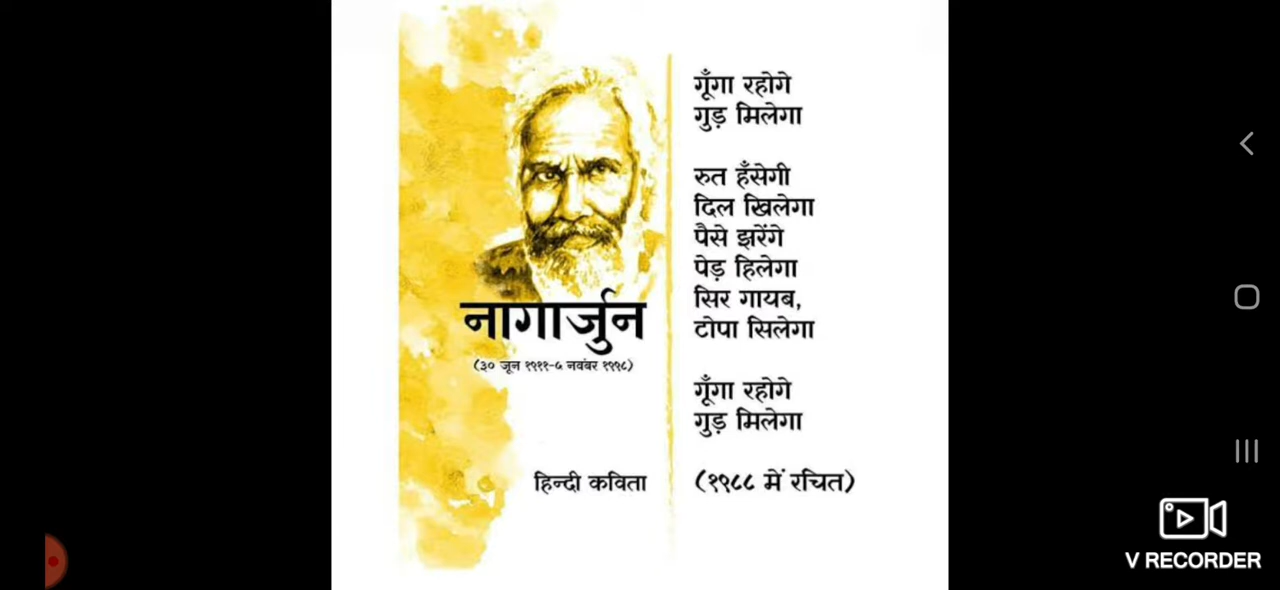 नागार्जुन
(३० जून १९११-५ नवंबर १९९८)
हिन्दी कविता
गूँगा रहोगे
गुड़ मिलेगा
रुत हँसेगी
दिल खिलेगा
पैसे झरेंगे
पेड़ हिलेगा
सिर गायब,
टोपा सिलेगा
गूँगा रहोगे
गुड़ मिलेगा
(१९८८ में रचित)
V RECORDER